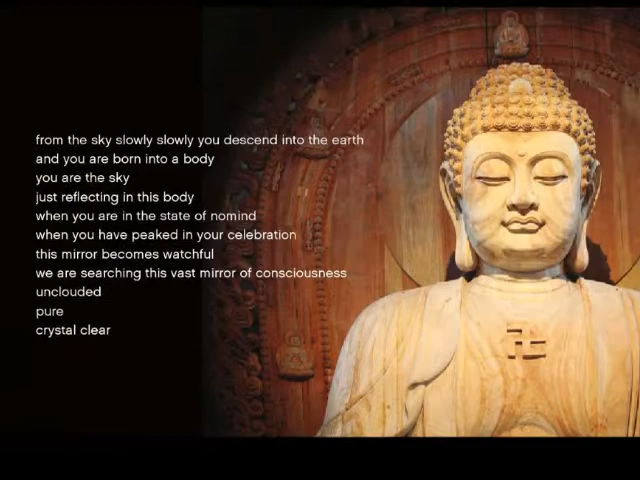 from the sky slowly slowly you descend into the earth
and you are born into a body
you are the sky
just reflecting in this body
when you are in the state of nomind
when you have peaked in your celebration
this mirror becomes watchful
we are searching this vast mirror of consciousness
unclouded
pure
crystal clear